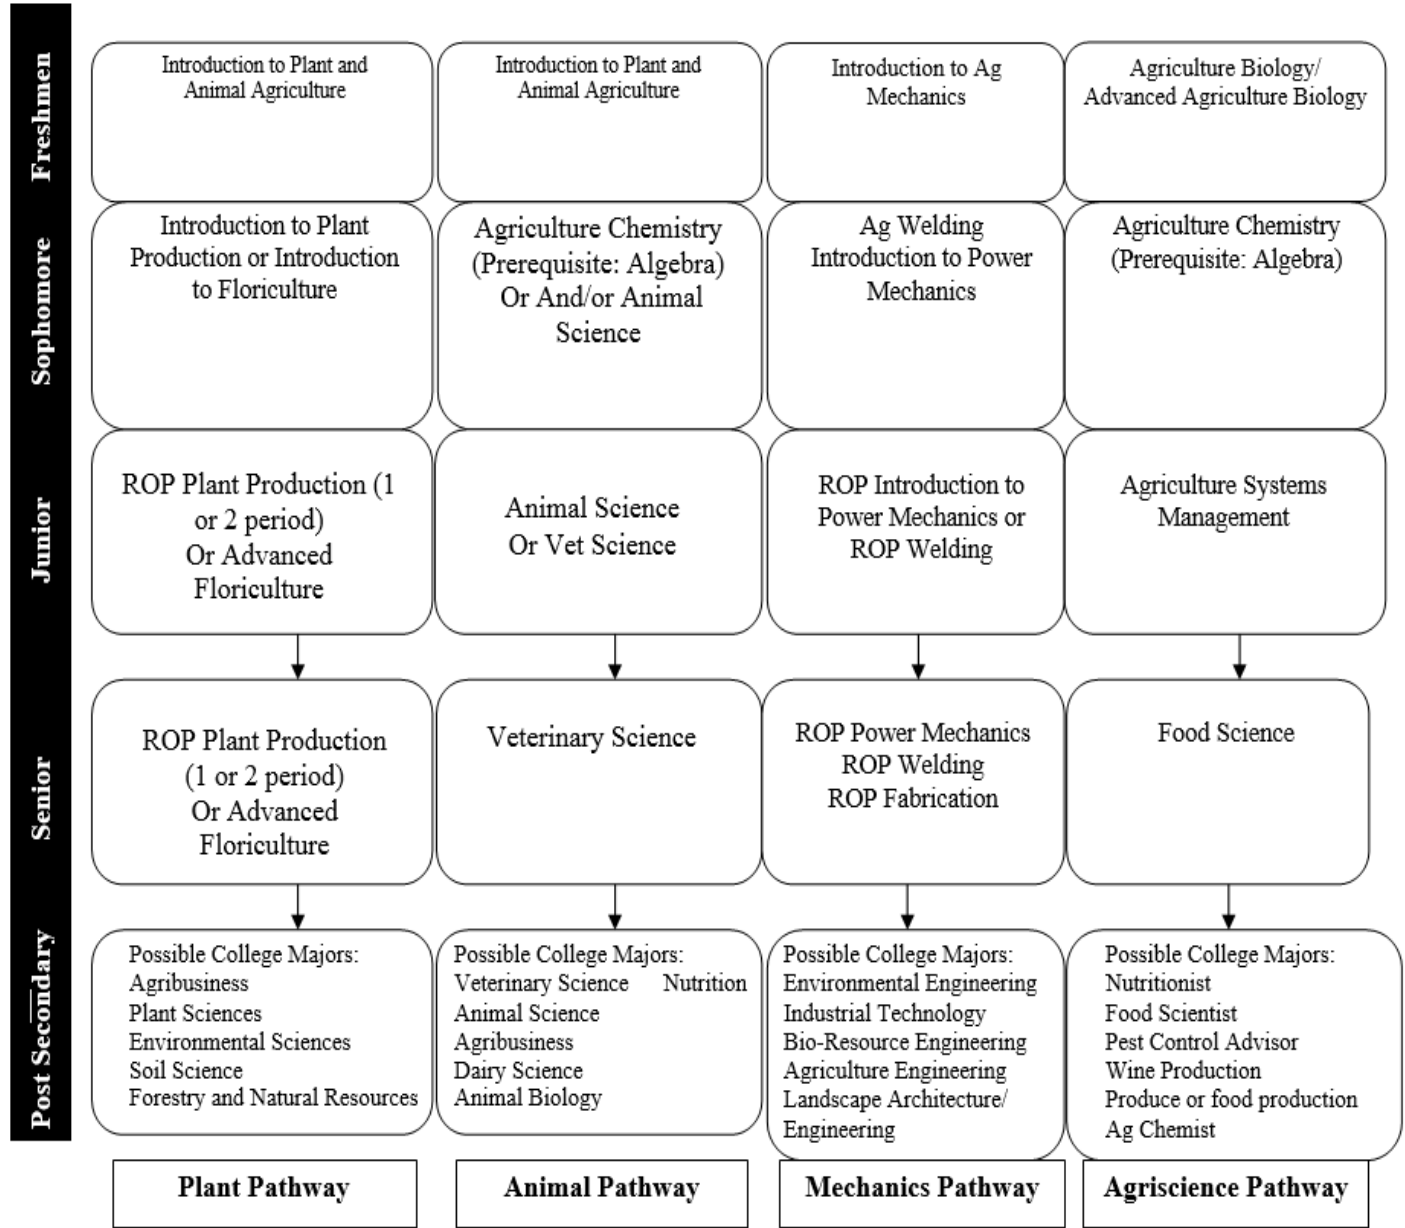 Freshmen
Introduction to Plant and
Animal Agriculture
Introduction to Plant and
Animal Agriculture
Introduction to Ag
Mechanics
Agriculture Biology/
Advanced Agriculture Biology
Sophomore
Introduction to Plant
Production or Introduction
to Floriculture
Agriculture Chemistry
(Prerequisite: Algebra)
Or And/or Animal
Science
Ag Welding
Introduction to Power
Mechanics
Agriculture Chemistry
(Prerequisite: Algebra)
Junior
ROP Plant Production (1
or 2 period)
Or Advanced
Floriculture
Animal Science
Or Vet Science
ROP Introduction to
Power Mechanics or
ROP Welding
Agriculture Systems
Management
Senior
ROP Plant Production
(1 or 2 period)
Or Advanced
Floriculture
Veterinary Science
ROP Power Mechanics
ROP Welding
ROP Fabrication
Food Science
Post Secondary
Possible College Majors:
Agribusiness
Plant Sciences
Environmental Sciences
Soil Science
Forestry and Natural Resources
Possible College Majors:
Veterinary Science Nutrition
Animal Science
Agribusiness
Dairy Science
Animal Biology
Possible College Majors:
Environmental Engineering
Industrial Technology
Bio-Resource Engineering
Agriculture Engineering
Landscape Architecture/
Engineering
Possible College Majors:
Nutritionist
Food Scientist
Pest Control Advisor
Wine Production
Produce or food production
Ag Chemist
Plant Pathway
Animal Pathway
Mechanics Pathway
Agriscience Pathway